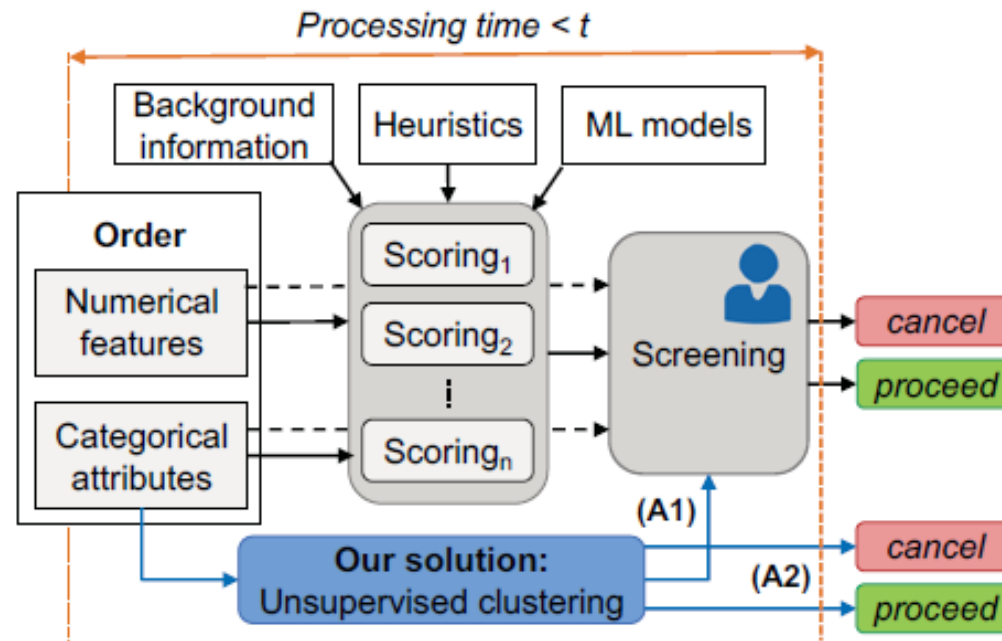 Processing time < t
Background
information
Heuristics
ML models
Order
Numerical
features
Categorical
attributes
Scoring₁
Scoring₂
⁞
Scoringₙ
Screening
cancel
proceed
(A1)
Our solution:
Unsupervised clustering
(A2)
cancel
proceed